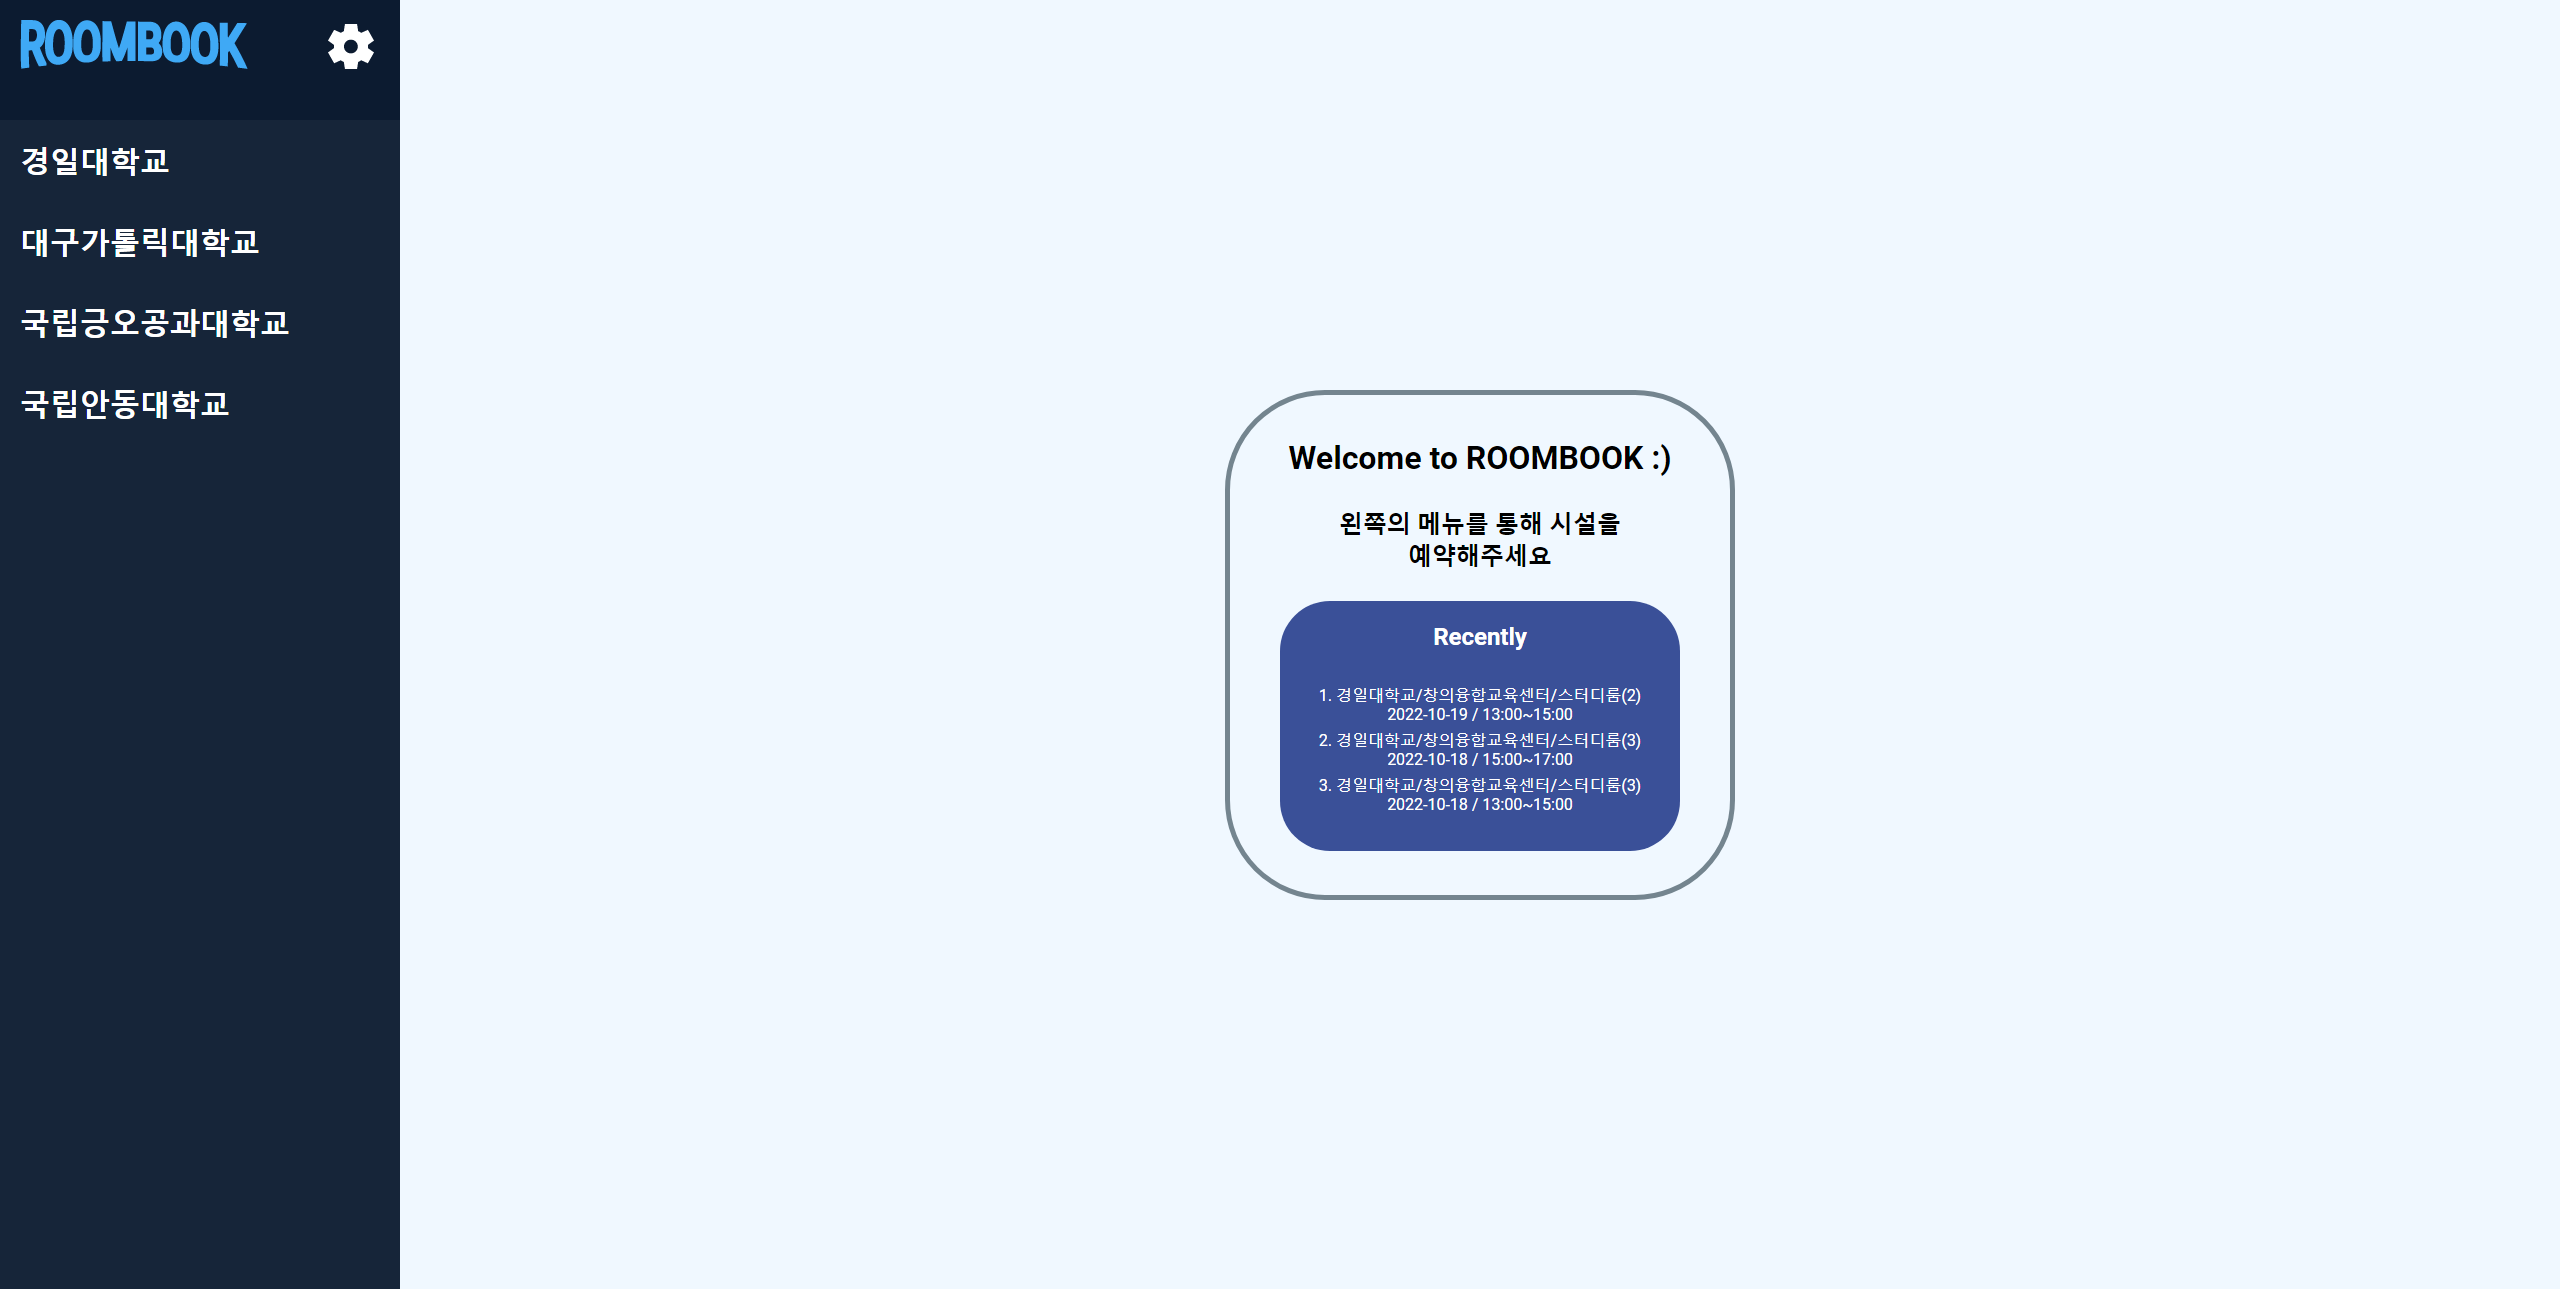 ROOMBOOK
경일대학교
대구가톨릭대학교
국립금오공과대학교
국립안동대학교
Welcome to ROOMBOOK :)
왼쪽의 메뉴를 통해 시설을
예약해주세요
Recently
1. 경일대학교/창의융합교육센터/스터디룸(2)
2022-10-19 / 13:00~15:00
2. 경일대학교/창의융합교육센터/스터디룸(3)
2022-10-18 / 15:00~17:00
3. 경일대학교/창의융합교육센터/스터디룸(3)
2022-10-18 / 13:00~15:00